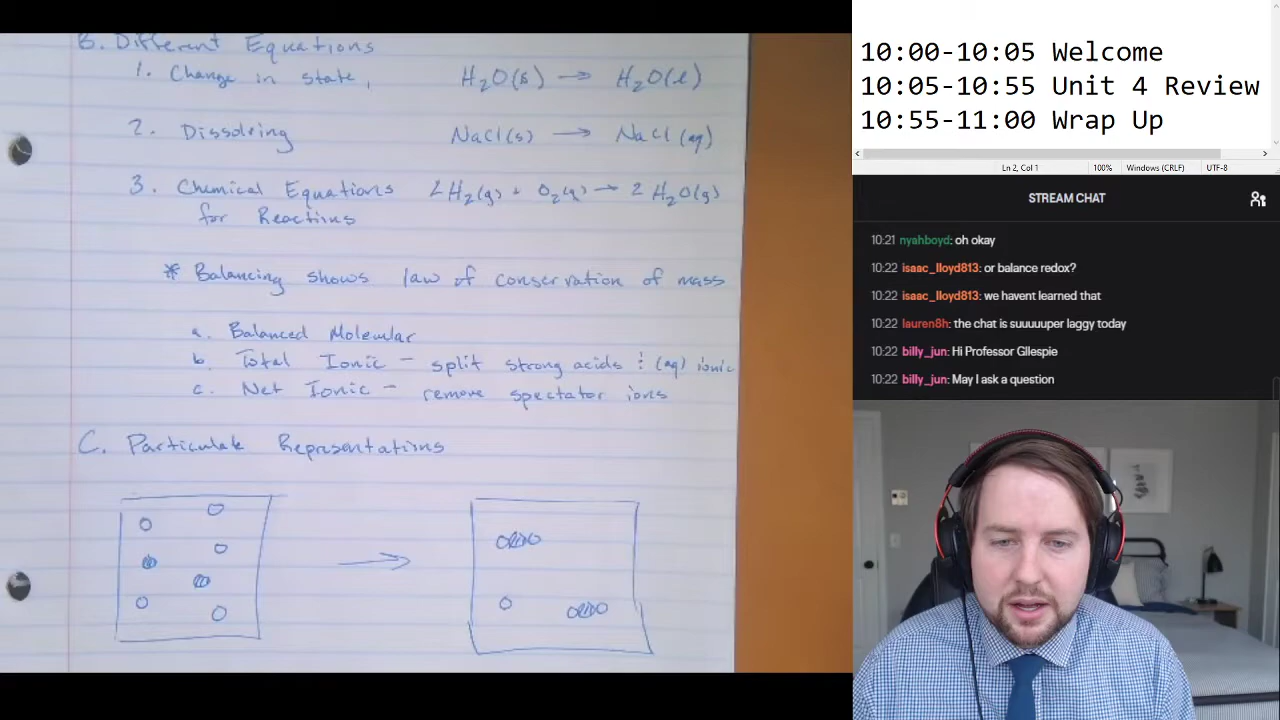 B. Different Equations
1. Change in state, H₂O(s) → H₂O(l)
2. Dissolving NaCl(s) → NaCl(aq)
3. Chemical Equations 2H₂(g) + O₂(g) → 2 H₂O(g)
for Reactions
* Balancing shows law of conservation of mass
a. Balanced Molecular
b. Total Ionic – split strong acids & (aq) ionic
c. Net Ionic – remove spectator ions
C. Particulate Representations
10:00-10:05 Welcome
10:05-10:55 Unit 4 Review
10:55-11:00 Wrap Up
Ln 2, Col 1 100% Windows (CRLF) UTF-8
STREAM CHAT
10:21 nyahboyd: oh okay
10:22 isaac_lloyd813: or balance redox?
10:22 isaac_lloyd813: we havent learned that
10:22 lauren8h: the chat is suuuuuper laggy today
10:22 billy_jun: Hi Professor Gllespie
10:22 billy_jun: May I ask a question